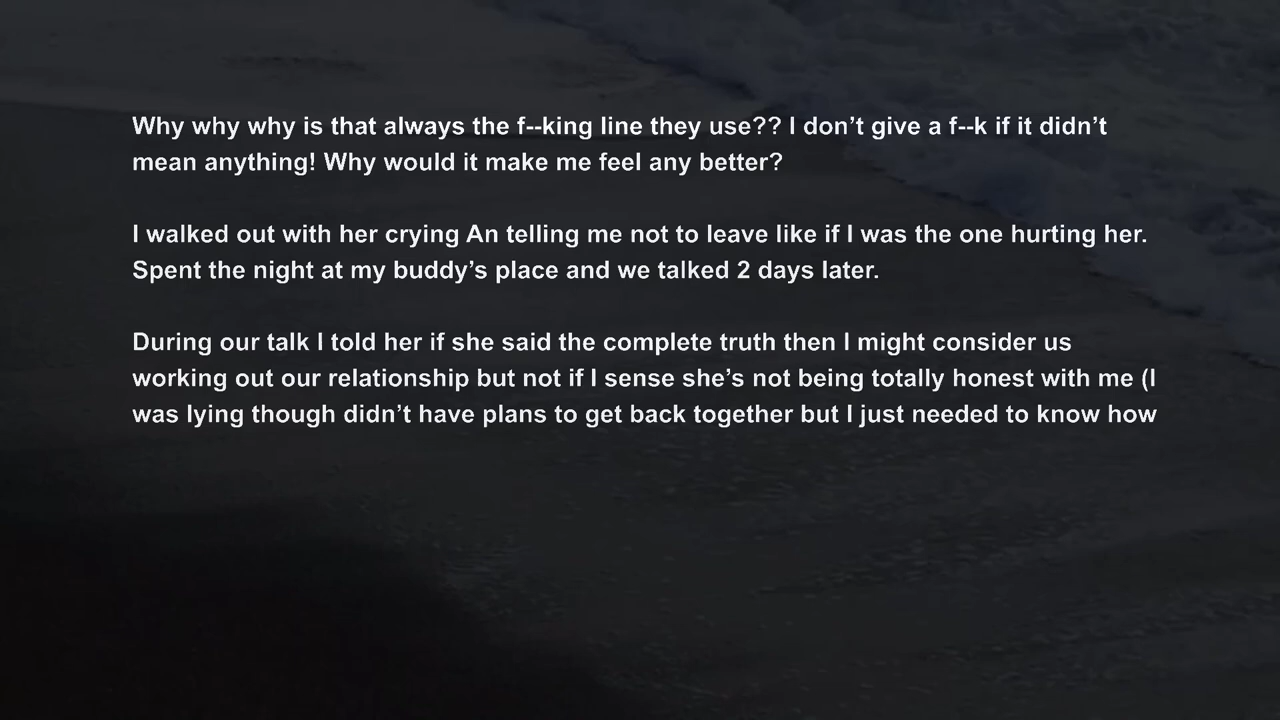 Why why why is that always the f--king line they use?? I don’t give a f--k if it didn’t
mean anything! Why would it make me feel any better?
I walked out with her crying An telling me not to leave like if I was the one hurting her.
Spent the night at my buddy’s place and we talked 2 days later.
During our talk I told her if she said the complete truth then I might consider us
working out our relationship but not if I sense she’s not being totally honest with me (I
was lying though didn’t have plans to get back together but I just needed to know how